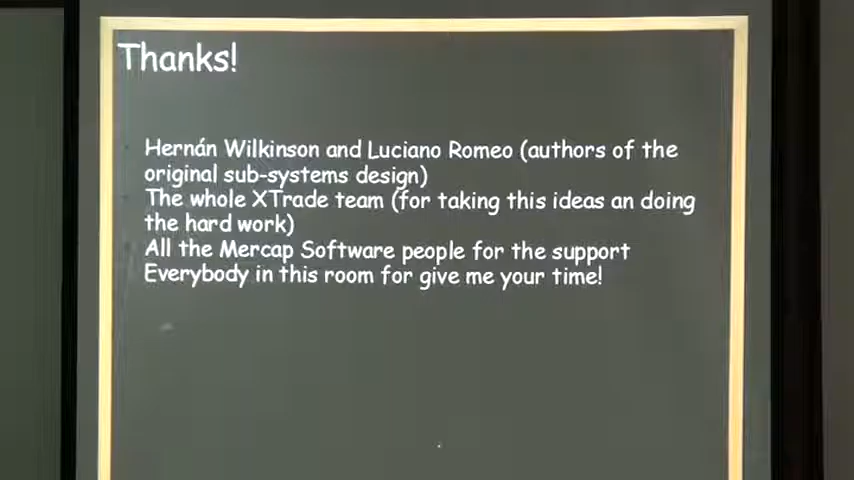 Thanks!
Hernán Wilkinson and Luciano Romeo (authors of the
original sub-systems design)
The whole XTrade team (for taking this ideas an doing
the hard work)
All the Mercap Software people for the support
Everybody in this room for give me your time!